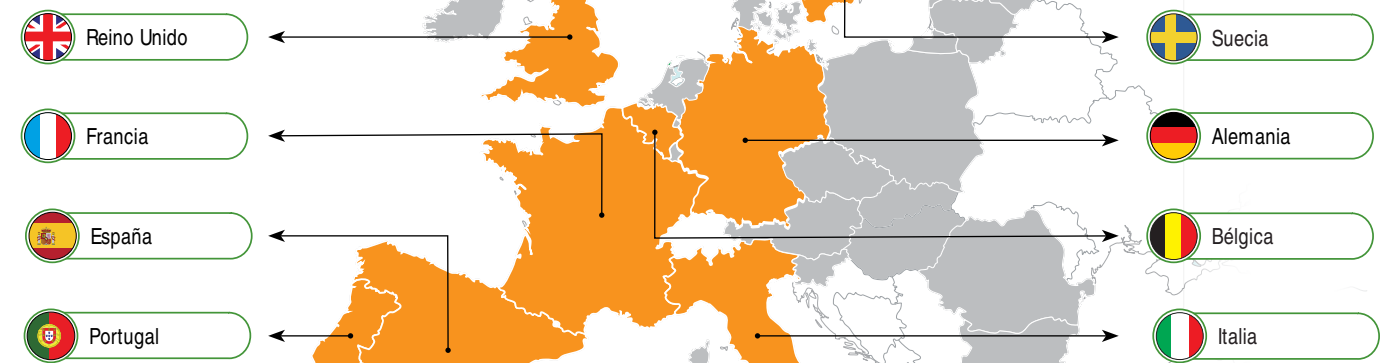 Reino Unido
Suecia
Francia
Alemania
España
Bélgica
Portugal
Italia